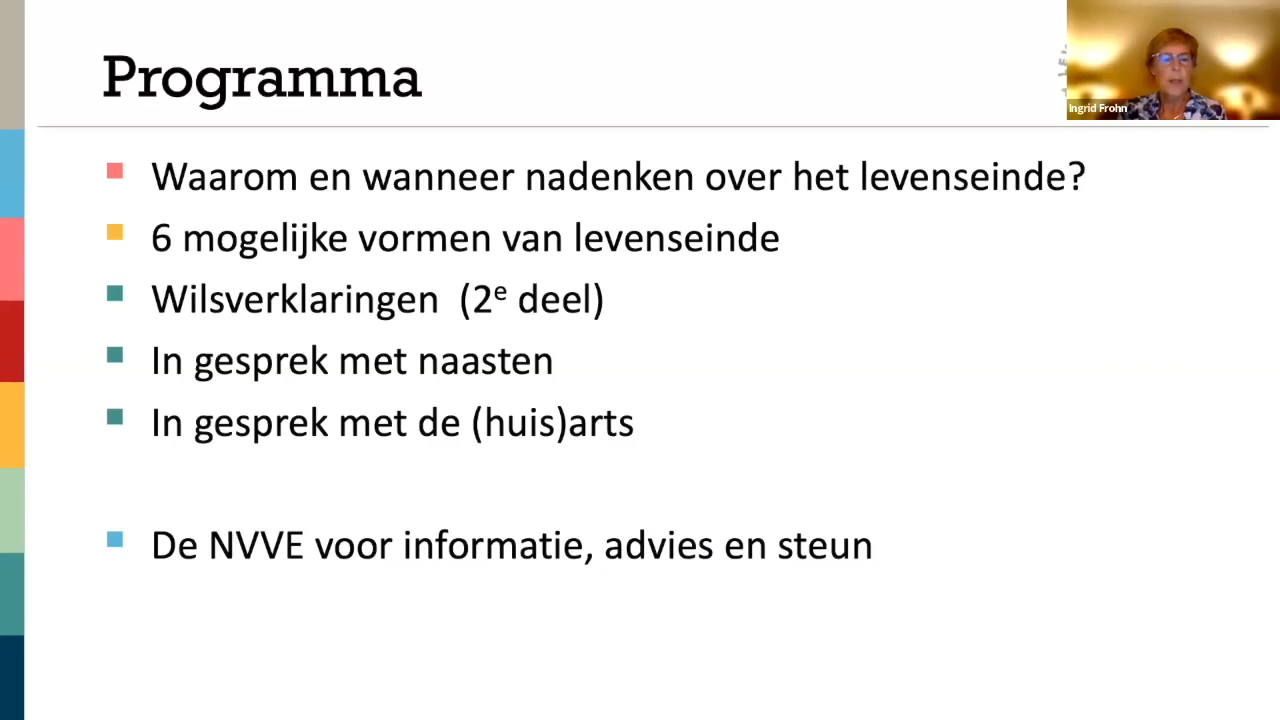 Programma
Ingrid Frohn
Waarom en wanneer nadenken over het levenseinde?
6 mogelijke vormen van levenseinde
Wilsverklaringen (2e deel)
In gesprek met naasten
In gesprek met de (huis)arts
De NVVE voor informatie, advies en steun